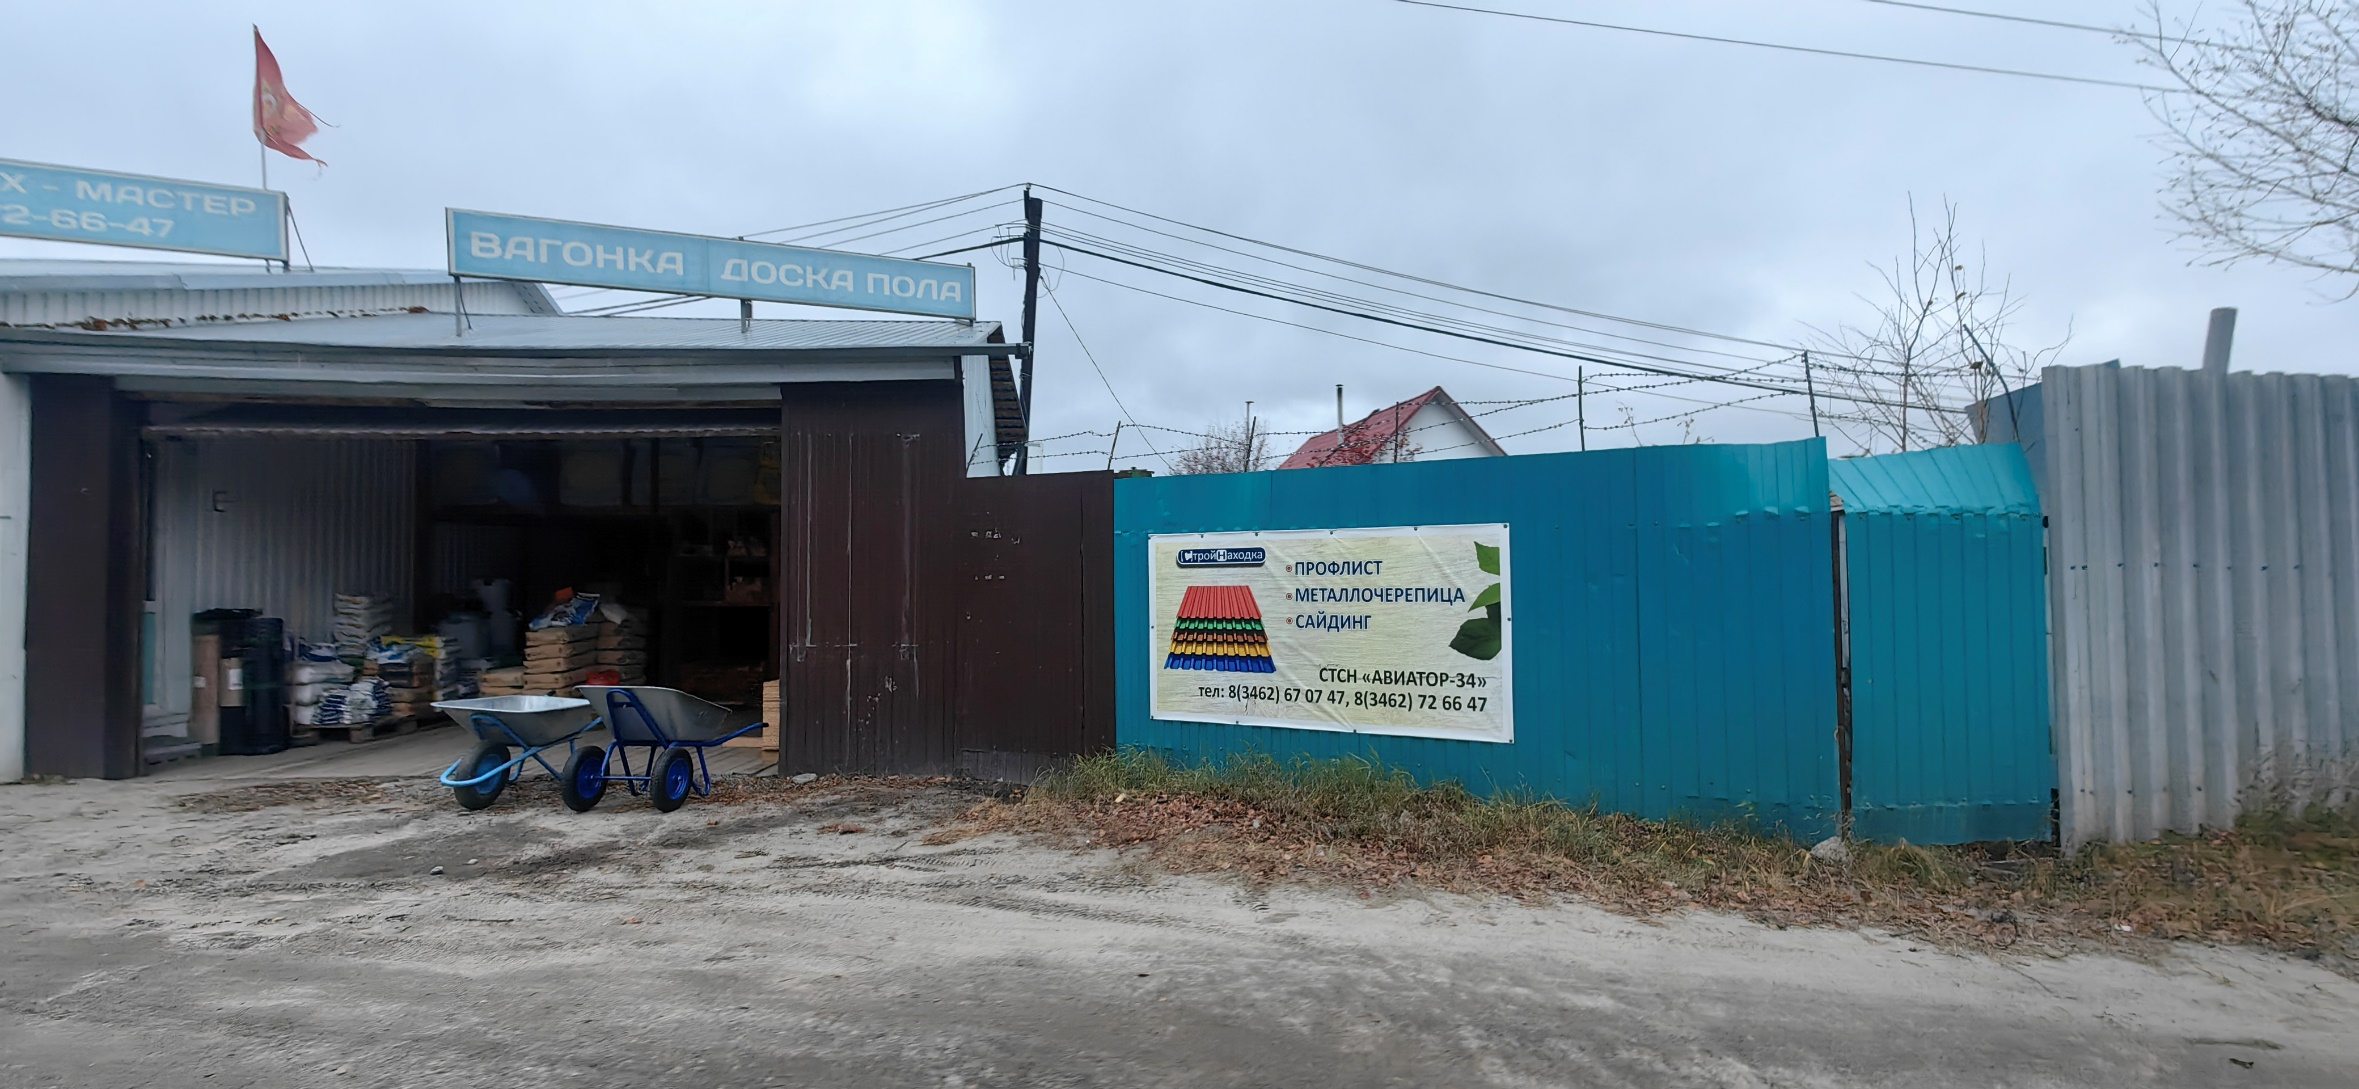 Х - МАСТЕР
2-66-47
ВАГОНКА ДОСКА ПОЛА
СтройНаходка
ПРОФЛИСТ
МЕТАЛЛОЧЕРЕПИЦА
САЙДИНГ
СТСН «АВИАТОР-34»
тел: 8(3462) 67 07 47, 8(3462) 72 66 47